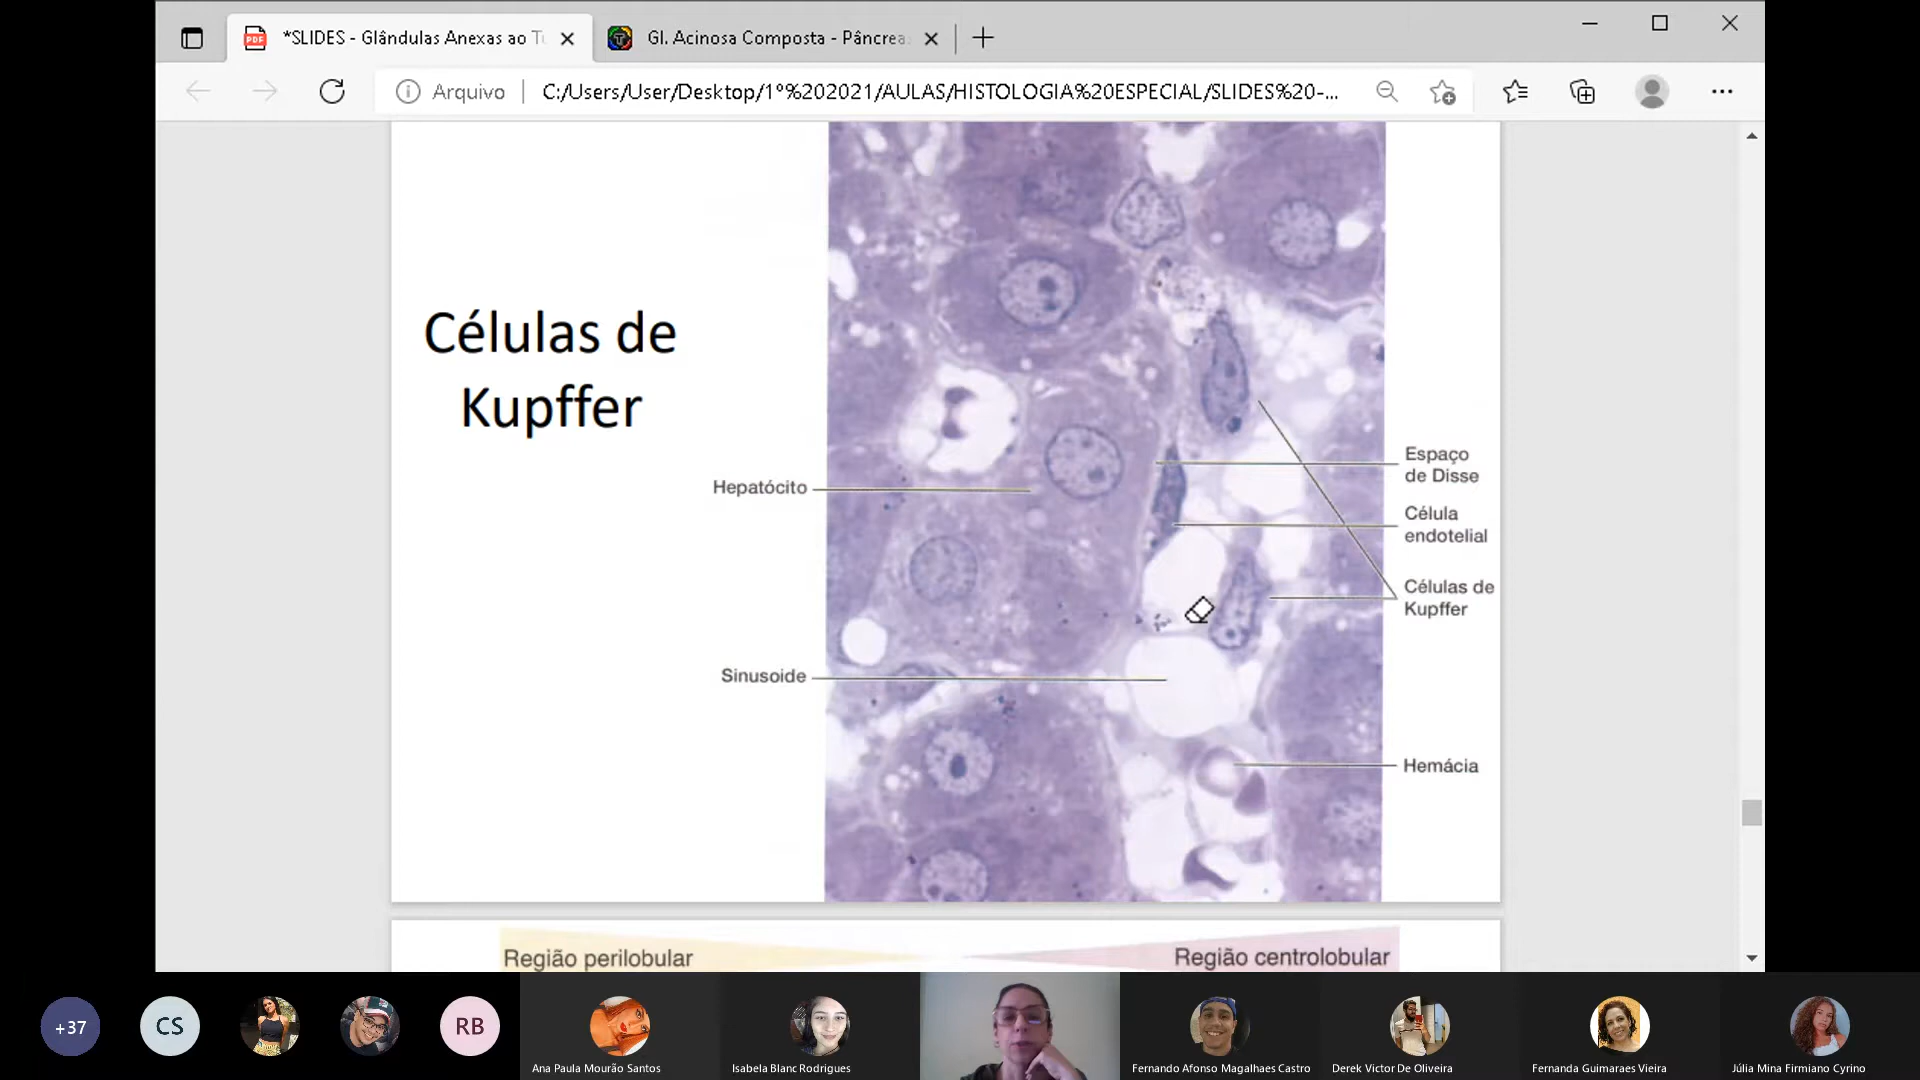 *SLIDES - Glândulas Anexas ao T
Gl. Acinosa Composta - Pâncrea
Arquivo
C:/Users/User/Desktop/1º%202021/AULAS/HISTOLOGIA%20ESPECIAL/SLIDES%20-...
Células de
Kupffer
Hepatócito
Sinusoide
Espaço
de Disse
Célula
endotelial
Células de
Kupffer
Hemácia
Região perilobular
Região centrolobular
+37
CS
RB
Ana Paula Mourão Santos
Isabela Blanc Rodrigues
Fernando Afonso Magalhaes Castro
Derek Victor De Oliveira
Fernanda Guimaraes Vieira
Júlia Mina Firmiano Cyrino